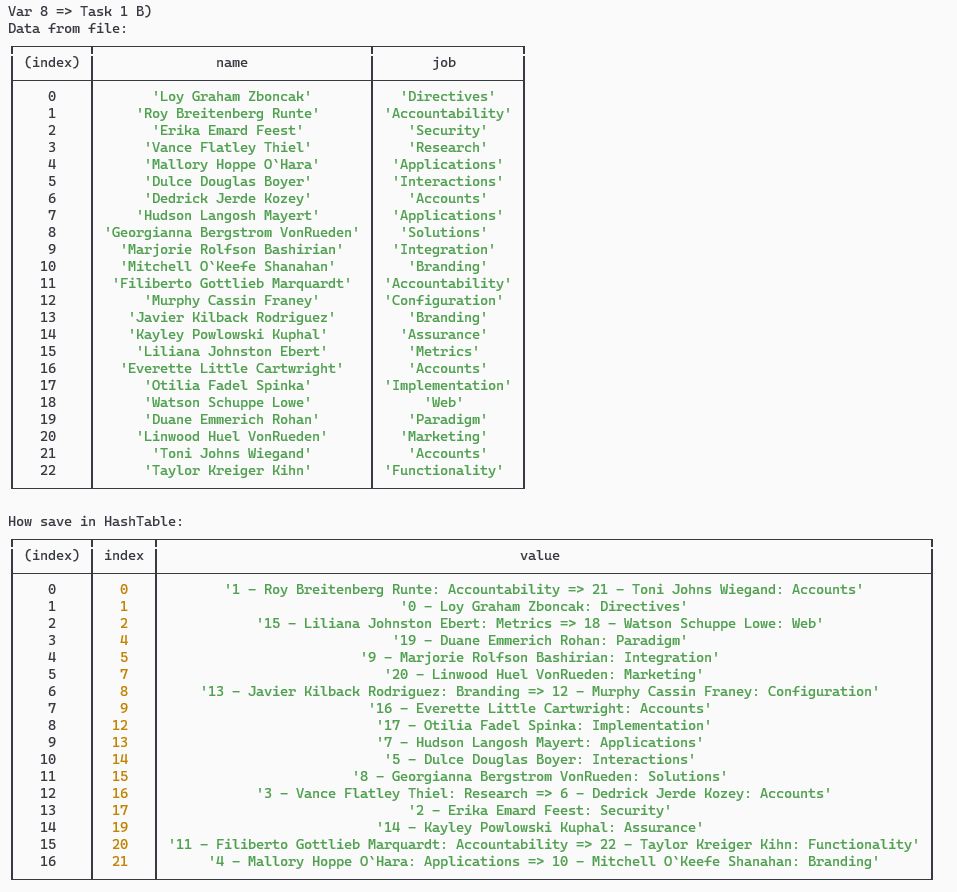 Var 8 => Task 1 B)
Data from file:
(index) name job
0 'Loy Graham Zboncak' 'Directives'
1 'Roy Breitenberg Runte' 'Accountability'
2 'Erika Emard Feest' 'Security'
3 'Vance Flatley Thiel' 'Research'
4 'Mallory Hoppe O`Hara' 'Applications'
5 'Dulce Douglas Boyer' 'Interactions'
6 'Dedrick Jerde Kozey' 'Accounts'
7 'Hudson Langosh Mayert' 'Applications'
8 'Georgianna Bergstrom VonRueden' 'Solutions'
9 'Marjorie Rolfson Bashirian' 'Integration'
10 'Mitchell O`Keefe Shanahan' 'Branding'
11 'Filiberto Gottlieb Marquardt' 'Accountability'
12 'Murphy Cassin Franey' 'Configuration'
13 'Javier Kilback Rodriguez' 'Branding'
14 'Kayley Powlowski Kuphal' 'Assurance'
15 'Liliana Johnston Ebert' 'Metrics'
16 'Everette Little Cartwright' 'Accounts'
17 'Otilia Fadel Spinka' 'Implementation'
18 'Watson Schuppe Lowe' 'Web'
19 'Duane Emmerich Rohan' 'Paradigm'
20 'Linwood Huel VonRueden' 'Marketing'
21 'Toni Johns Wiegand' 'Accounts'
22 'Taylor Kreiger Kihn' 'Functionality'
How save in HashTable:
(index) index value
0 0 '1 - Roy Breitenberg Runte: Accountability => 21 - Toni Johns Wiegand: Accounts'
1 1 '0 - Loy Graham Zboncak: Directives'
2 2 '15 - Liliana Johnston Ebert: Metrics => 18 - Watson Schuppe Lowe: Web'
3 4 '19 - Duane Emmerich Rohan: Paradigm'
4 5 '9 - Marjorie Rolfson Bashirian: Integration'
5 7 '20 - Linwood Huel VonRueden: Marketing'
6 8 '13 - Javier Kilback Rodriguez: Branding => 12 - Murphy Cassin Franey: Configuration'
7 9 '16 - Everette Little Cartwright: Accounts'
8 12 '17 - Otilia Fadel Spinka: Implementation'
9 13 '7 - Hudson Langosh Mayert: Applications'
10 14 '5 - Dulce Douglas Boyer: Interactions'
11 15 '8 - Georgianna Bergstrom VonRueden: Solutions'
12 16 '3 - Vance Flatley Thiel: Research => 6 - Dedrick Jerde Kozey: Accounts'
13 17 '2 - Erika Emard Feest: Security'
14 19 '14 - Kayley Powlowski Kuphal: Assurance'
15 20 '11 - Filiberto Gottlieb Marquardt: Accountability => 22 - Taylor Kreiger Kihn: Functionality'
16 21 '4 - Mallory Hoppe O`Hara: Applications => 10 - Mitchell O`Keefe Shanahan: Branding'